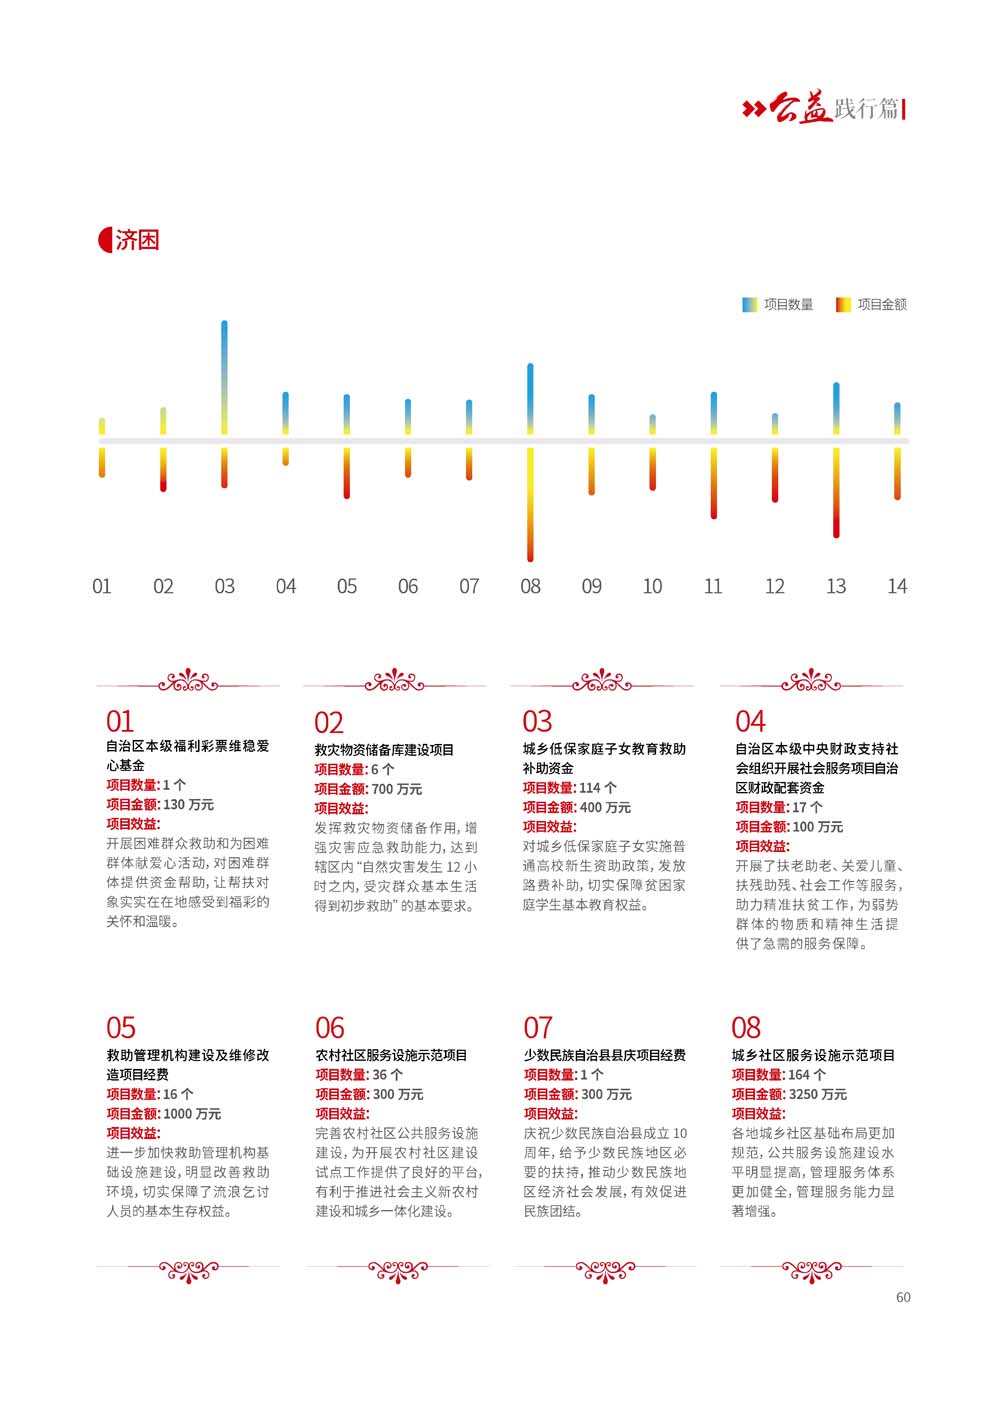 公益践行篇
济困
项目数量 项目金额
01 02 03 04 05 06 07 08 09 10 11 12 13 14
01
自治区本级福利彩票维稳爱
心基金
项目数量：1 个
项目金额：130 万元
项目效益：
开展困难群众救助和为困难
群体献爱心活动，对困难群
体提供资金帮助，让帮扶对
象实实在在地感受到福彩的
关怀和温暖。
02
救灾物资储备库建设项目
项目数量：6 个
项目金额：700 万元
项目效益：
发挥救灾物资储备作用，增
强灾害应急救助能力，达到
辖区内“自然灾害发生 12 小
时之内，受灾群众基本生活
得到初步救助”的基本要求。
03
城乡低保家庭子女教育救助
补助资金
项目数量：114 个
项目金额：400 万元
项目效益：
对城乡低保家庭子女实施普
通高校新生资助政策，发放
路费补助，切实保障贫困家
庭学生基本教育权益。
04
自治区本级中央财政支持社
会组织开展社会服务项目自治
区财政配套资金
项目数量：17 个
项目金额：100 万元
项目效益：
开展了扶老助老、关爱儿童、
扶残助残、社会工作等服务，
助力精准扶贫工作，为弱势
群体的物质和精神生活提
供了急需的服务保障。
05
救助管理机构建设及维修改
造项目经费
项目数量：16 个
项目金额：1000 万元
项目效益：
进一步加快救助管理机构基
础设施建设，明显改善救助
环境，切实保障了流浪乞讨
人员的基本生存权益。
06
农村社区服务设施示范项目
项目数量：36 个
项目金额：300 万元
项目效益：
完善农村社区公共服务设施
建设，为开展农村社区建设
试点工作提供了良好的平台，
有利于推进社会主义新农村
建设和城乡一体化建设。
07
少数民族自治县县庆项目经费
项目数量：1 个
项目金额：300 万元
项目效益：
庆祝少数民族自治县成立 10
周年，给予少数民族地区必
要的扶持，推动少数民族地
区经济社会发展，有效促进
民族团结。
08
城乡社区服务设施示范项目
项目数量：164 个
项目金额：3250 万元
项目效益：
各地城乡社区基础布局更加
规范，公共服务设施建设水
平明显提高，管理服务体系
更加健全，管理服务能力显
著增强。
60